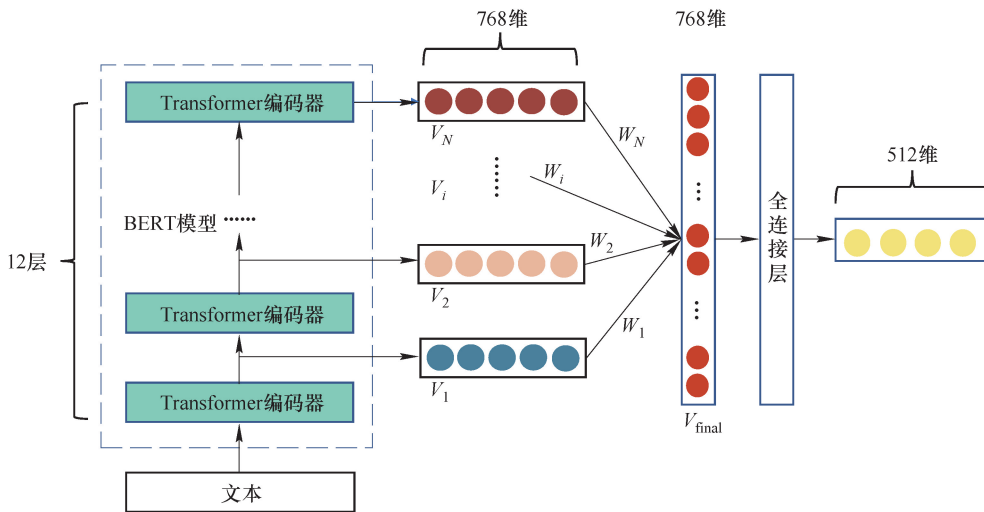 768维
768维
Transformer编码器
V_N
W_N
V_i
W_i
512维
BERT模型
······
12层
W_2
V_2
全连接层
Transformer编码器
W_1
V_1
Transformer编码器
V_final
文本